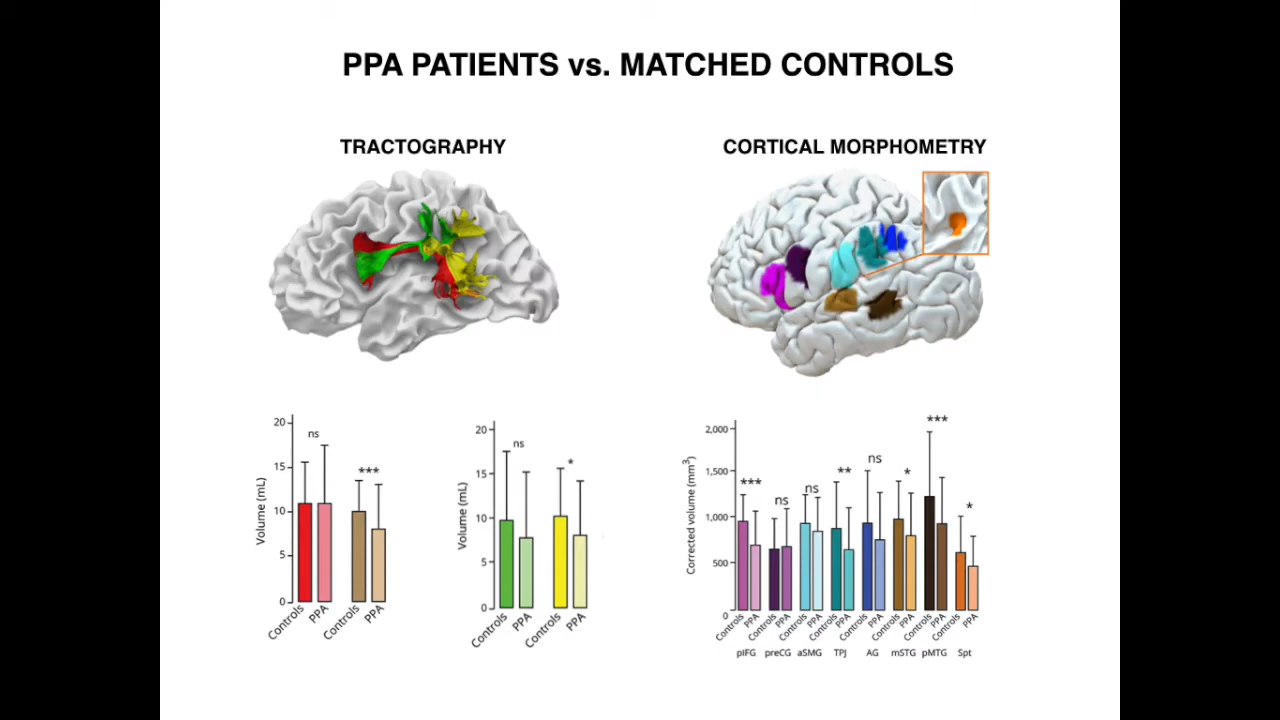 PPA PATIENTS vs. MATCHED CONTROLS
TRACTOGRAPHY
CORTICAL MORPHOMETRY
Volume (mL)
20
15
10
5
0
ns
***
Controls
PPA
Controls
PPA
Volume (mL)
20
15
10
5
0
ns
*
Controls
PPA
Controls
PPA
Corrected volume (mm3)
2,000
1,500
1,000
500
0
***
ns
ns
**
ns
*
***
*
Controls
PPA
Controls
PPA
Controls
PPA
Controls
PPA
Controls
PPA
Controls
PPA
Controls
PPA
Controls
PPA
pIFG preCG aSMG TPJ AG mSTG pMTG Spt